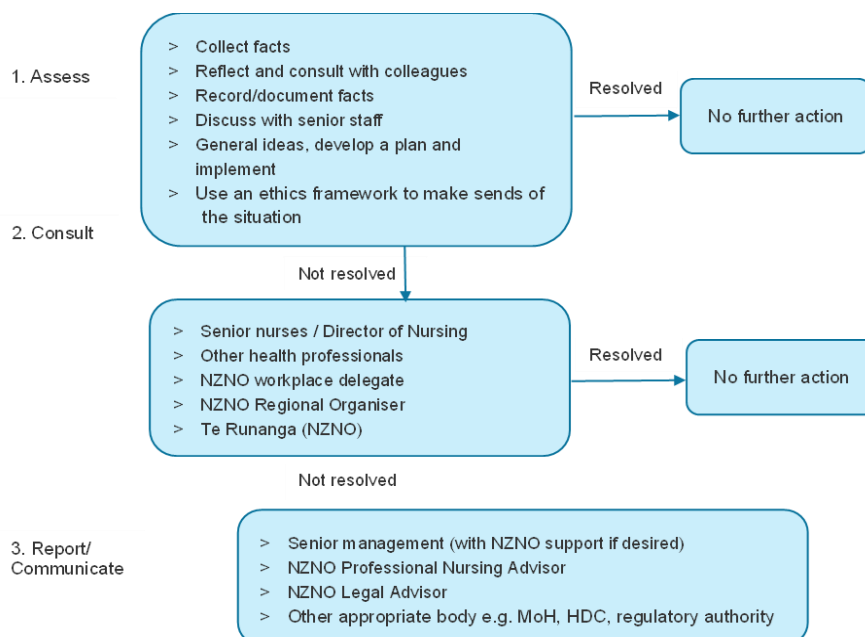 1. Assess
> Collect facts
> Reflect and consult with colleagues
> Record/document facts
> Discuss with senior staff
> General ideas, develop a plan and
implement
> Use an ethics framework to make sends of
the situation
Resolved
No further action
2. Consult
Not resolved
> Senior nurses / Director of Nursing
> Other health professionals
> NZNO workplace delegate
> NZNO Regional Organiser
> Te Runanga (NZNO)
Resolved
No further action
Not resolved
3. Report/
Communicate
> Senior management (with NZNO support if desired)
> NZNO Professional Nursing Advisor
> NZNO Legal Advisor
> Other appropriate body e.g. MoH, HDC, regulatory authority